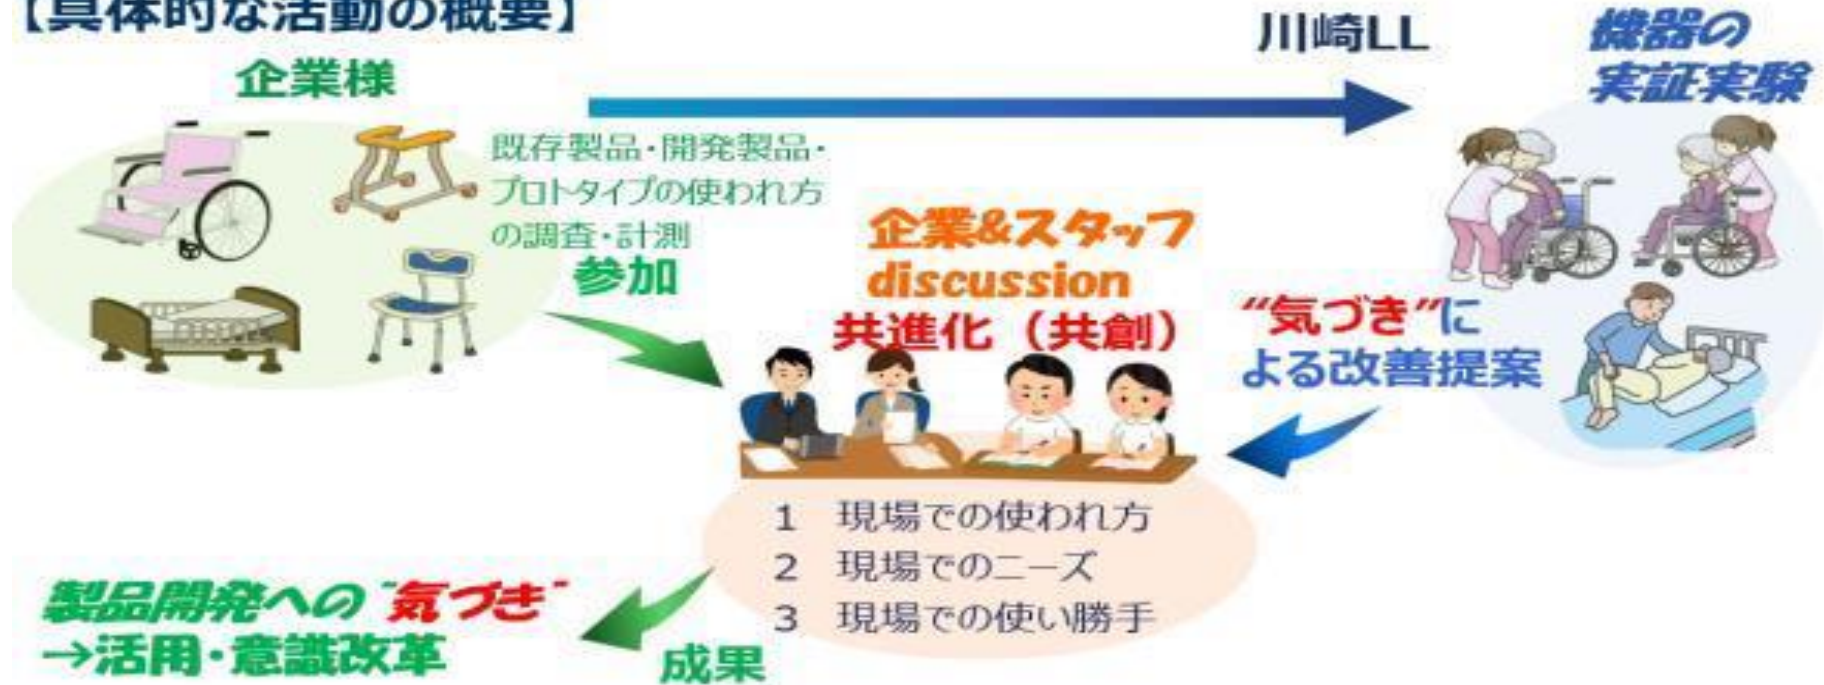 【具体的な活動の概要】
企業様
川崎LL
機器の
実証実験
既存製品・開発製品・
プロトタイプの使われ方
の調査・計測
参加
企業&スタッフ
discussion
共進化（共創）
“気づき”に
よる改善提案
1 現場での使われ方
2 現場でのニーズ
3 現場での使い勝手
製品開発への“気づき”
→活用・意識改革
成果